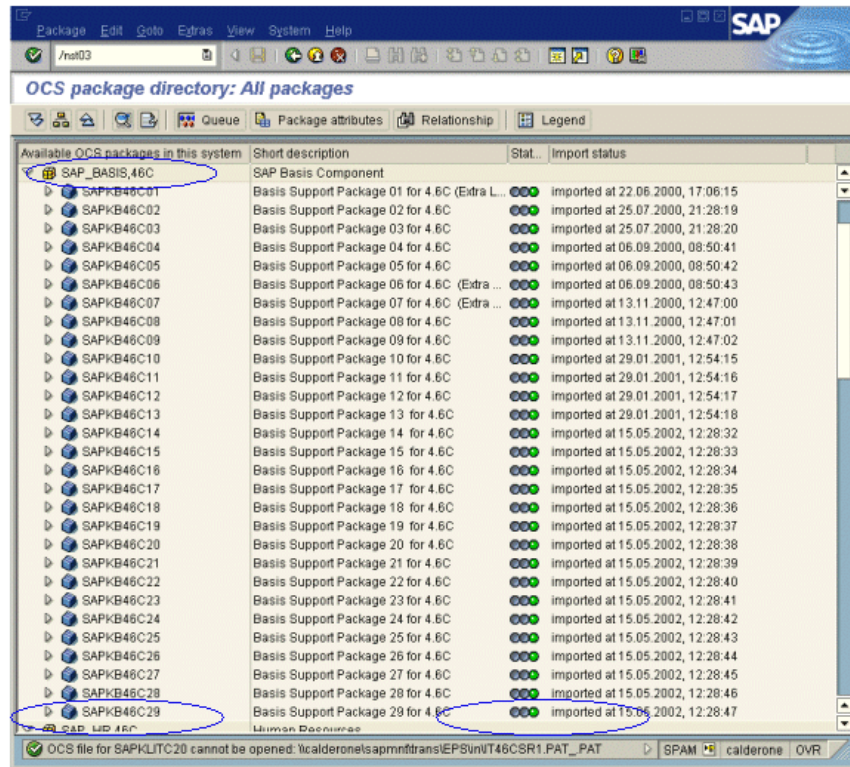 Package Edit Goto Extras View System Help
SAP
/nst03
OCS package directory: All packages
Queue Package attributes Relationship Legend
Available OCS packages in this system Short description Stat... Import status
SAP_BASIS,46C SAP Basis Component
SAPKB46C01 Basis Support Package 01 for 4.6C (Extra L... imported at 22.06.2000, 17:06:15
SAPKB46C02 Basis Support Package 02 for 4.6C imported at 25.07.2000, 21:28:19
SAPKB46C03 Basis Support Package 03 for 4.6C imported at 25.07.2000, 21:28:20
SAPKB46C04 Basis Support Package 04 for 4.6C imported at 06.09.2000, 08:50:41
SAPKB46C05 Basis Support Package 05 for 4.6C imported at 06.09.2000, 08:50:42
SAPKB46C06 Basis Support Package 06 for 4.6C (Extra ... imported at 06.09.2000, 08:50:43
SAPKB46C07 Basis Support Package 07 for 4.6C (Extra ... imported at 13.11.2000, 12:47:00
SAPKB46C08 Basis Support Package 08 for 4.6C imported at 13.11.2000, 12:47:01
SAPKB46C09 Basis Support Package 09 for 4.6C imported at 13.11.2000, 12:47:02
SAPKB46C10 Basis Support Package 10 for 4.6C imported at 29.01.2001, 12:54:15
SAPKB46C11 Basis Support Package 11 for 4.6C imported at 29.01.2001, 12:54:16
SAPKB46C12 Basis Support Package 12 for 4.6C imported at 29.01.2001, 12:54:17
SAPKB46C13 Basis Support Package 13 for 4.6C imported at 29.01.2001, 12:54:18
SAPKB46C14 Basis Support Package 14 for 4.6C imported at 15.05.2002, 12:28:32
SAPKB46C15 Basis Support Package 15 for 4.6C imported at 15.05.2002, 12:28:33
SAPKB46C16 Basis Support Package 16 for 4.6C imported at 15.05.2002, 12:28:34
SAPKB46C17 Basis Support Package 17 for 4.6C imported at 15.05.2002, 12:28:35
SAPKB46C18 Basis Support Package 18 for 4.6C imported at 15.05.2002, 12:28:36
SAPKB46C19 Basis Support Package 19 for 4.6C imported at 15.05.2002, 12:28:37
SAPKB46C20 Basis Support Package 20 for 4.6C imported at 15.05.2002, 12:28:38
SAPKB46C21 Basis Support Package 21 for 4.6C imported at 15.05.2002, 12:28:39
SAPKB46C22 Basis Support Package 22 for 4.6C imported at 15.05.2002, 12:28:40
SAPKB46C23 Basis Support Package 23 for 4.6C imported at 15.05.2002, 12:28:41
SAPKB46C24 Basis Support Package 24 for 4.6C imported at 15.05.2002, 12:28:42
SAPKB46C25 Basis Support Package 25 for 4.6C imported at 15.05.2002, 12:28:43
SAPKB46C26 Basis Support Package 26 for 4.6C imported at 15.05.2002, 12:28:44
SAPKB46C27 Basis Support Package 27 for 4.6C imported at 15.05.2002, 12:28:45
SAPKB46C28 Basis Support Package 28 for 4.6C imported at 15.05.2002, 12:28:46
SAPKB46C29 Basis Support Package 29 for 4.6C imported at 15.05.2002, 12:28:47
SAP_HR,46C Human Resources
OCS file for SAPKLITC20 cannot be opened: \\calderone\sapmnt\trans\EPS\in\IT46CSR1.PAT_.PAT SPAM calderone OVR